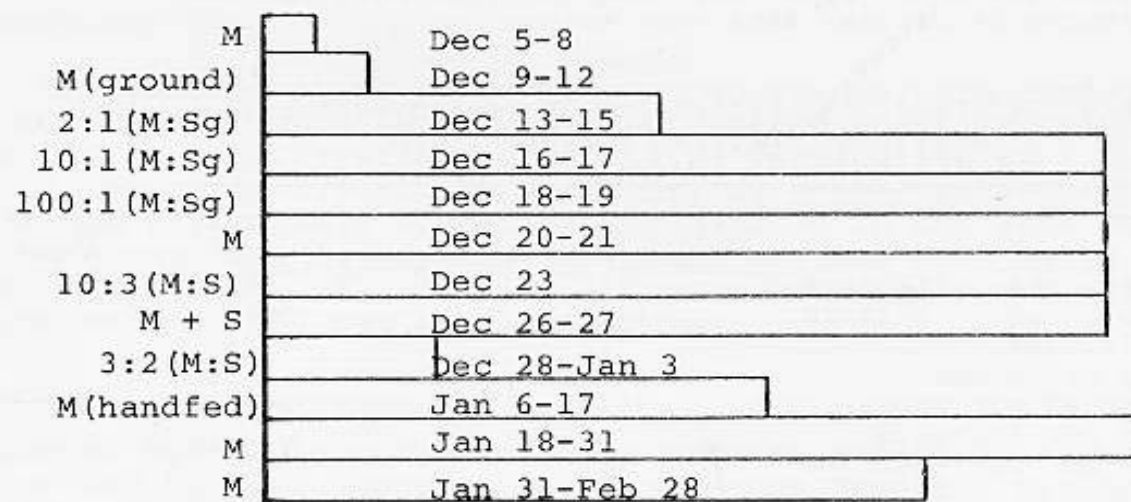 M Dec 5-8
M(ground) Dec 9-12
2:1(M:Sg) Dec 13-15
10:1(M:Sg) Dec 16-17
100:1(M:Sg) Dec 18-19
M Dec 20-21
10:3(M:S) Dec 23
M + S Dec 26-27
3:2(M:S) Dec 28-Jan 3
M(handfed) Jan 6-17
M Jan 18-31
M Jan 31-Feb 28